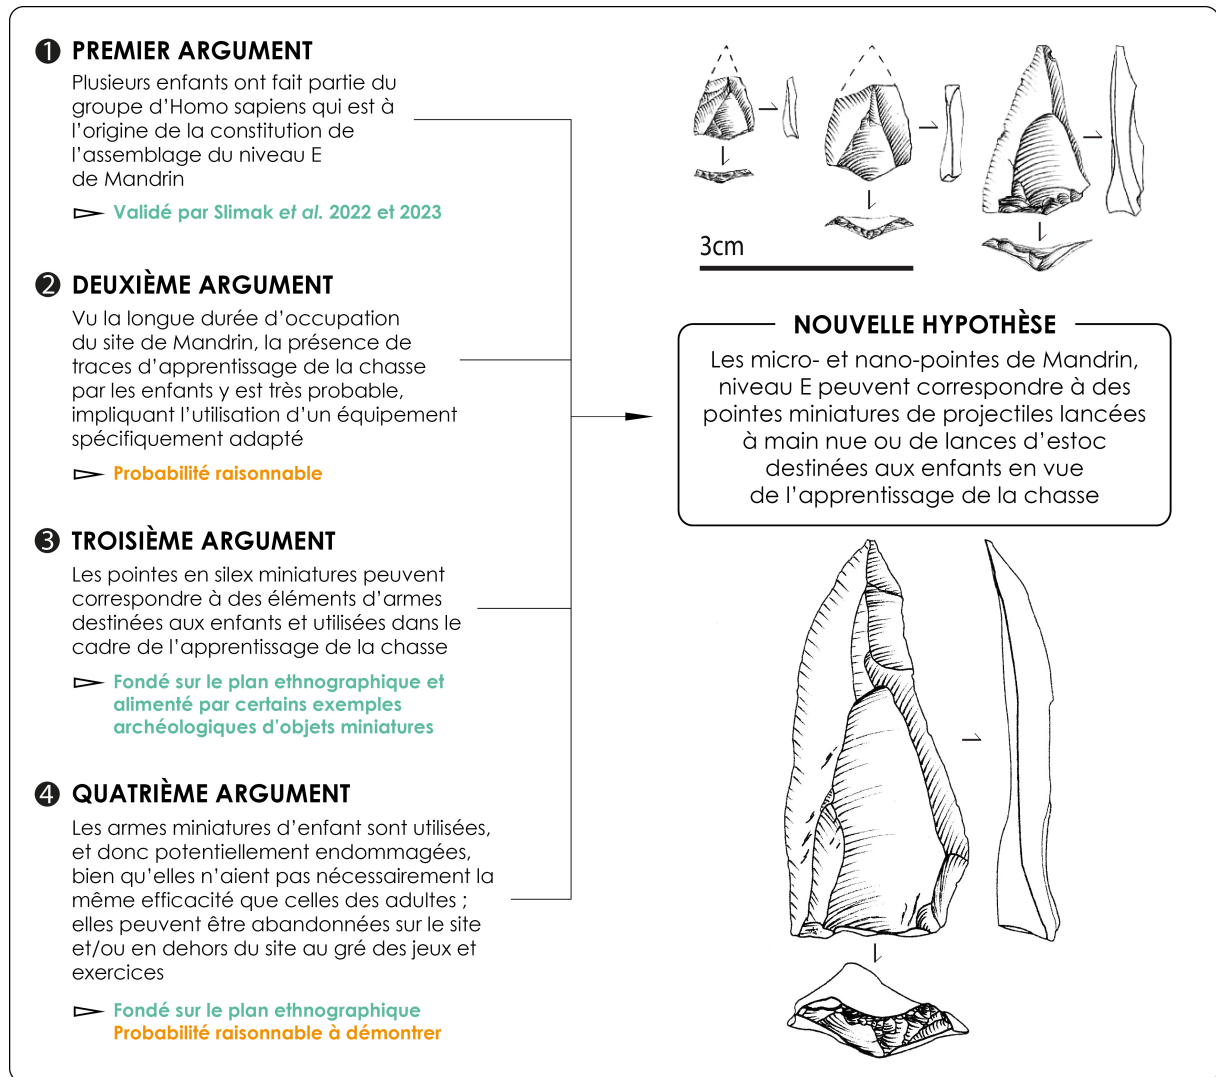 1 PREMIER ARGUMENT
Plusieurs enfants ont fait partie du
groupe d’Homo sapiens qui est à
l’origine de la constitution de
l’assemblage du niveau E
de Mandrin
Validé par Slimak et al. 2022 et 2023
2 DEUXIÈME ARGUMENT
Vu la longue durée d’occupation
du site de Mandrin, la présence de
traces d’apprentissage de la chasse
par les enfants y est très probable,
impliquant l’utilisation d’un équipement
spécifiquement adapté
Probabilité raisonnable
3 TROISIÈME ARGUMENT
Les pointes en silex miniatures peuvent
correspondre à des éléments d’armes
destinées aux enfants et utilisées dans le
cadre de l’apprentissage de la chasse
Fondé sur le plan ethnographique et
alimenté par certains exemples
archéologiques d’objets miniatures
4 QUATRIÈME ARGUMENT
Les armes miniatures d’enfant sont utilisées,
et donc potentiellement endommagées,
bien qu’elles n’aient pas nécessairement la
même efficacité que celles des adultes ;
elles peuvent être abandonnées sur le site
et/ou en dehors du site au gré des jeux et
exercices
Fondé sur le plan ethnographique
Probabilité raisonnable à démontrer
3cm
NOUVELLE HYPOTHÈSE
Les micro- et nano-pointes de Mandrin,
niveau E peuvent correspondre à des
pointes miniatures de projectiles lancées
à main nue ou de lances d’estoc
destinées aux enfants en vue
de l’apprentissage de la chasse